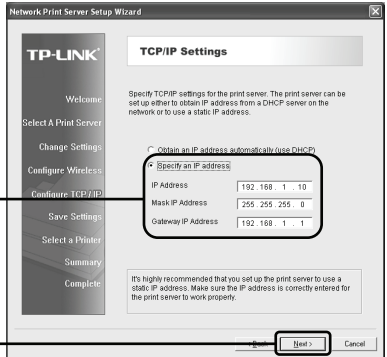 Network Print Server Setup Wizard
TP-LINK
TCP/IP Settings
Welcome
Select A Print Server
Change Settings
Configure Wireless
Configure TCP / IP
Save Settings
Select a Printer
Summary
Complete
Specify TCP/IP settings for the print server. The print server can be
set up either to obtain IP address from a DHCP server on the
network or to use a static IP address.
Obtain an IP address automatically (use DHCP)
Specify an IP address
IP Address 192.168. 1 .10
Mask IP Address 255.255.255. 0
Gateway IP Address 192.168. 1 . 1
It's highly recommended that you set up the print server to use a
static IP address. Make sure the IP address is correctly entered for
the print server to work properly.
< Back Next > Cancel